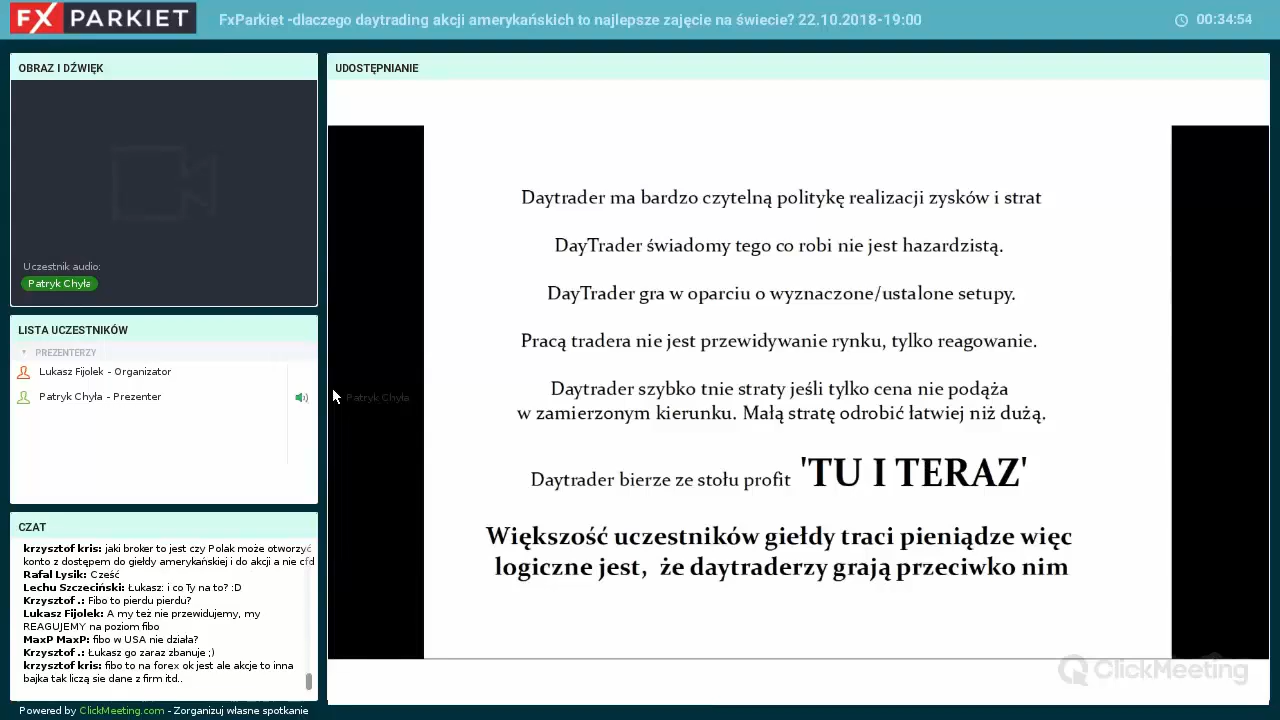 FX PARKIET
FxParkiet -dlaczego daytrading akcji amerykańskich to najlepsze zajęcie na świecie? 22.10.2018-19:00
00:34:54
OBRAZ I DŹWIĘK
Uczestnik audio:
Patryk Chyła
LISTA UCZESTNIKÓW
PREZENTERZY
Lukasz Fijolek - Organizator
Patryk Chyła - Prezenter
CZAT
krzysztof kris: jaki broker to jest czy Polak może otworzyć
konto z dostępem do giełdy amerykańskiej i do akcji a nie cfd
Rafal Lysik: Cześć
Lechu Szczeciński: Łukasz: i co Ty na to? :D
Krzysztof .: Fibo to pierdu pierdu?
Lukasz Fijolek: A my też nie przewidujemy, my
REAGUJEMY na poziom fibo
MaxP MaxP: fibo w USA nie działa?
Krzysztof .: Łukasz go zaraz zbanuje ;)
krzysztof kris: fibo to na forex ok jest ale akcje to inna
bajka tak liczą sie dane z firm itd..
Powered by ClickMeeting.com - Zorganizuj własne spotkanie
UDOSTĘPNIANIE
Patryk Chyła
Daytrader ma bardzo czytelną politykę realizacji zysków i strat
DayTrader świadomy tego co robi nie jest hazardzistą.
DayTrader gra w oparciu o wyznaczone/ustalone setupy.
Pracą tradera nie jest przewidywanie rynku, tylko reagowanie.
Daytrader szybko tnie straty jeśli tylko cena nie podąża
w zamierzonym kierunku. Małą stratę odrobić łatwiej niż dużą.
Daytrader bierze ze stołu profit 'TU I TERAZ'
Większość uczestników giełdy traci pieniądze więc
logiczne jest, że daytraderzy grają przeciwko nim
ClickMeeting